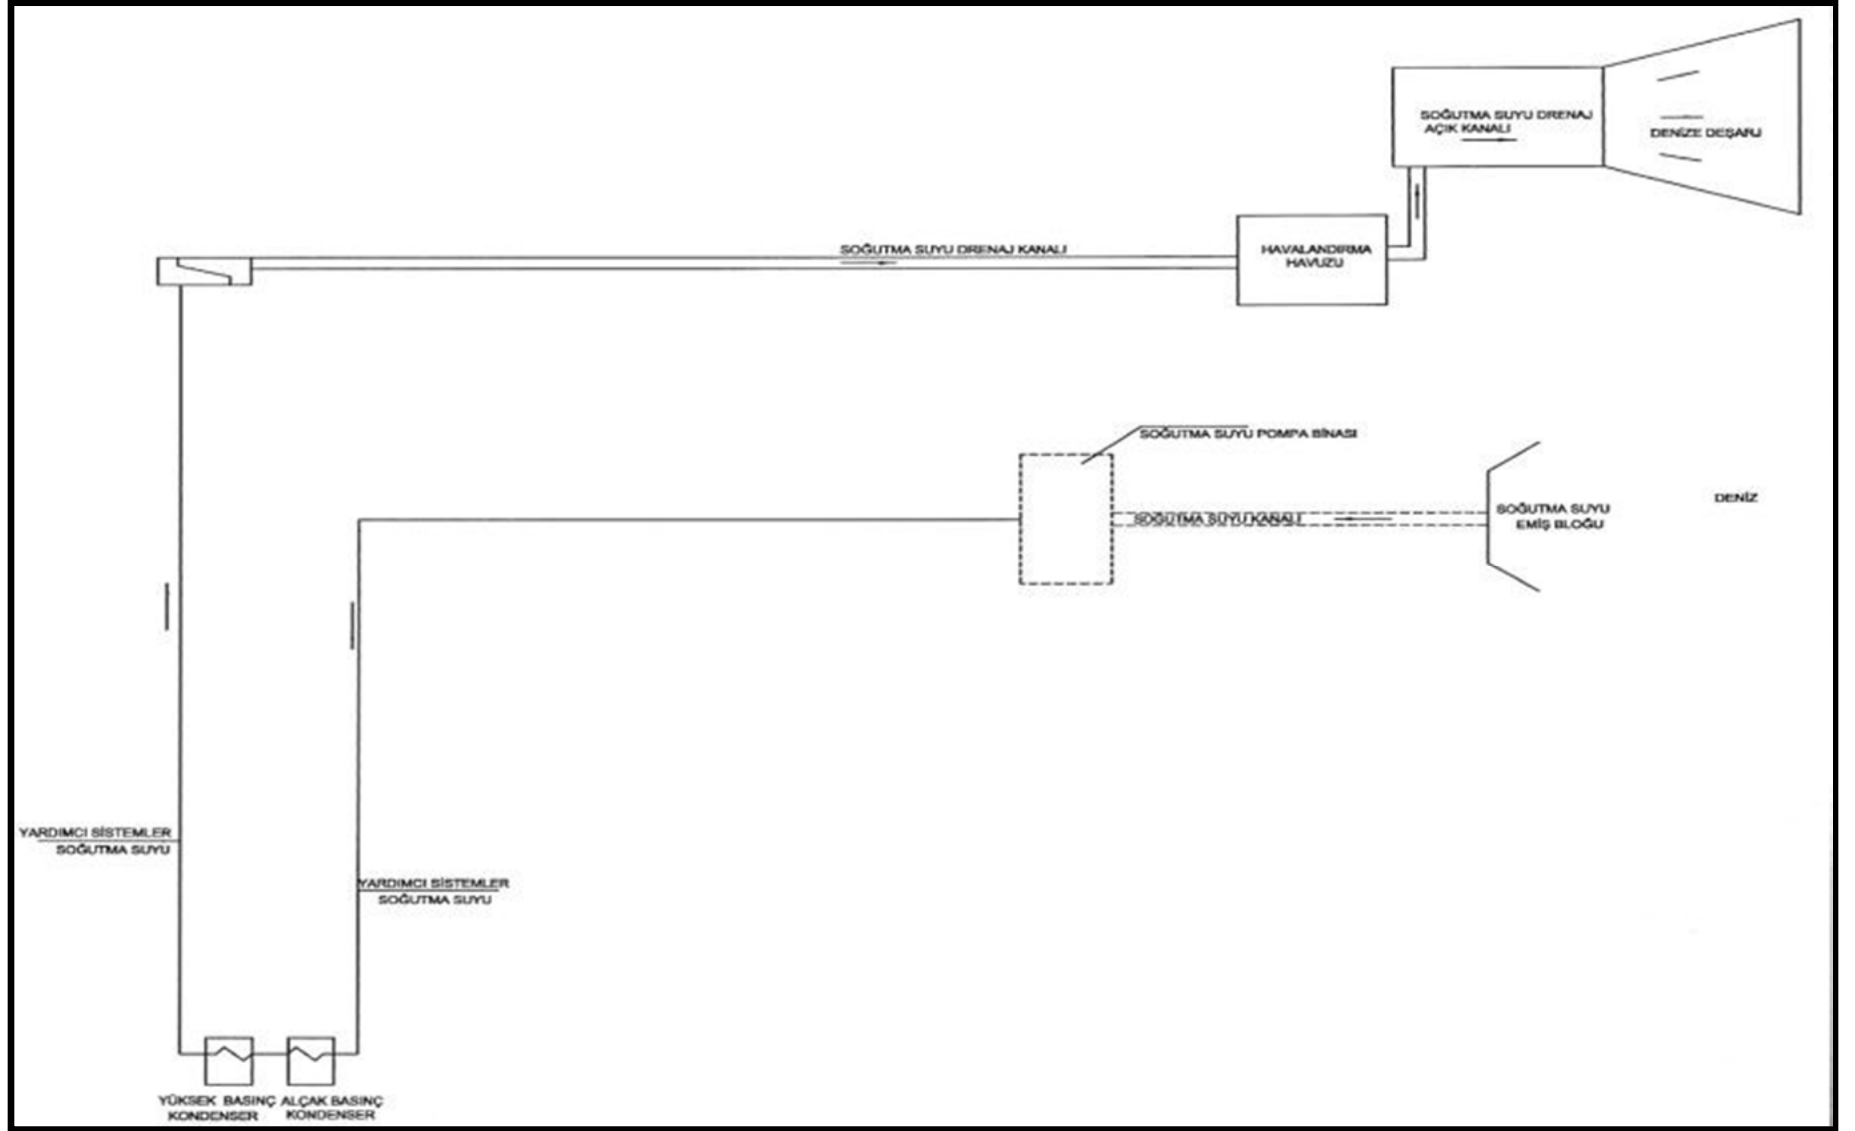 SOĞUTMA SUYU DRENAJ
AÇIK KANALI
DENİZE DEŞARJ
SOĞUTMA SUYU DRENAJ KANALI
HAVALANDIRMA
HAVUZU
SOĞUTMA SUYU POMPA BİNASI
SOĞUTMA SUYU KANALI
SOĞUTMA SUYU
EMİŞ BLOĞU
DENİZ
YARDIMCI SİSTEMLER
SOĞUTMA SUYU
YARDIMCI SİSTEMLER
SOĞUTMA SUYU
YÜKSEK BASINÇ
KONDENSER
ALÇAK BASINÇ
KONDENSER